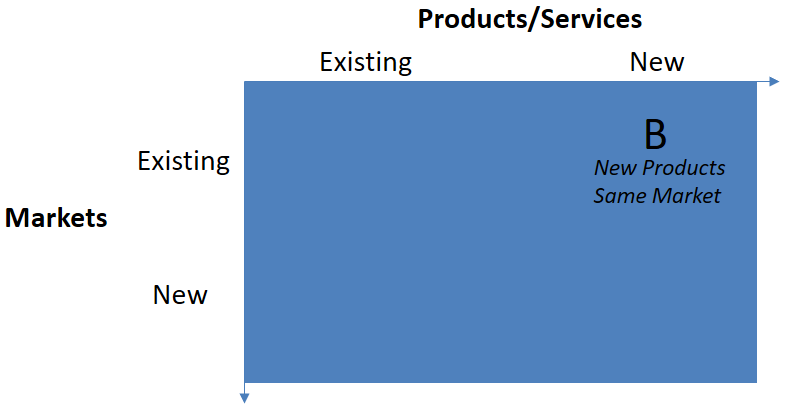 Products/Services
Existing New
B
Existing
New Products
Same Market
Markets
New